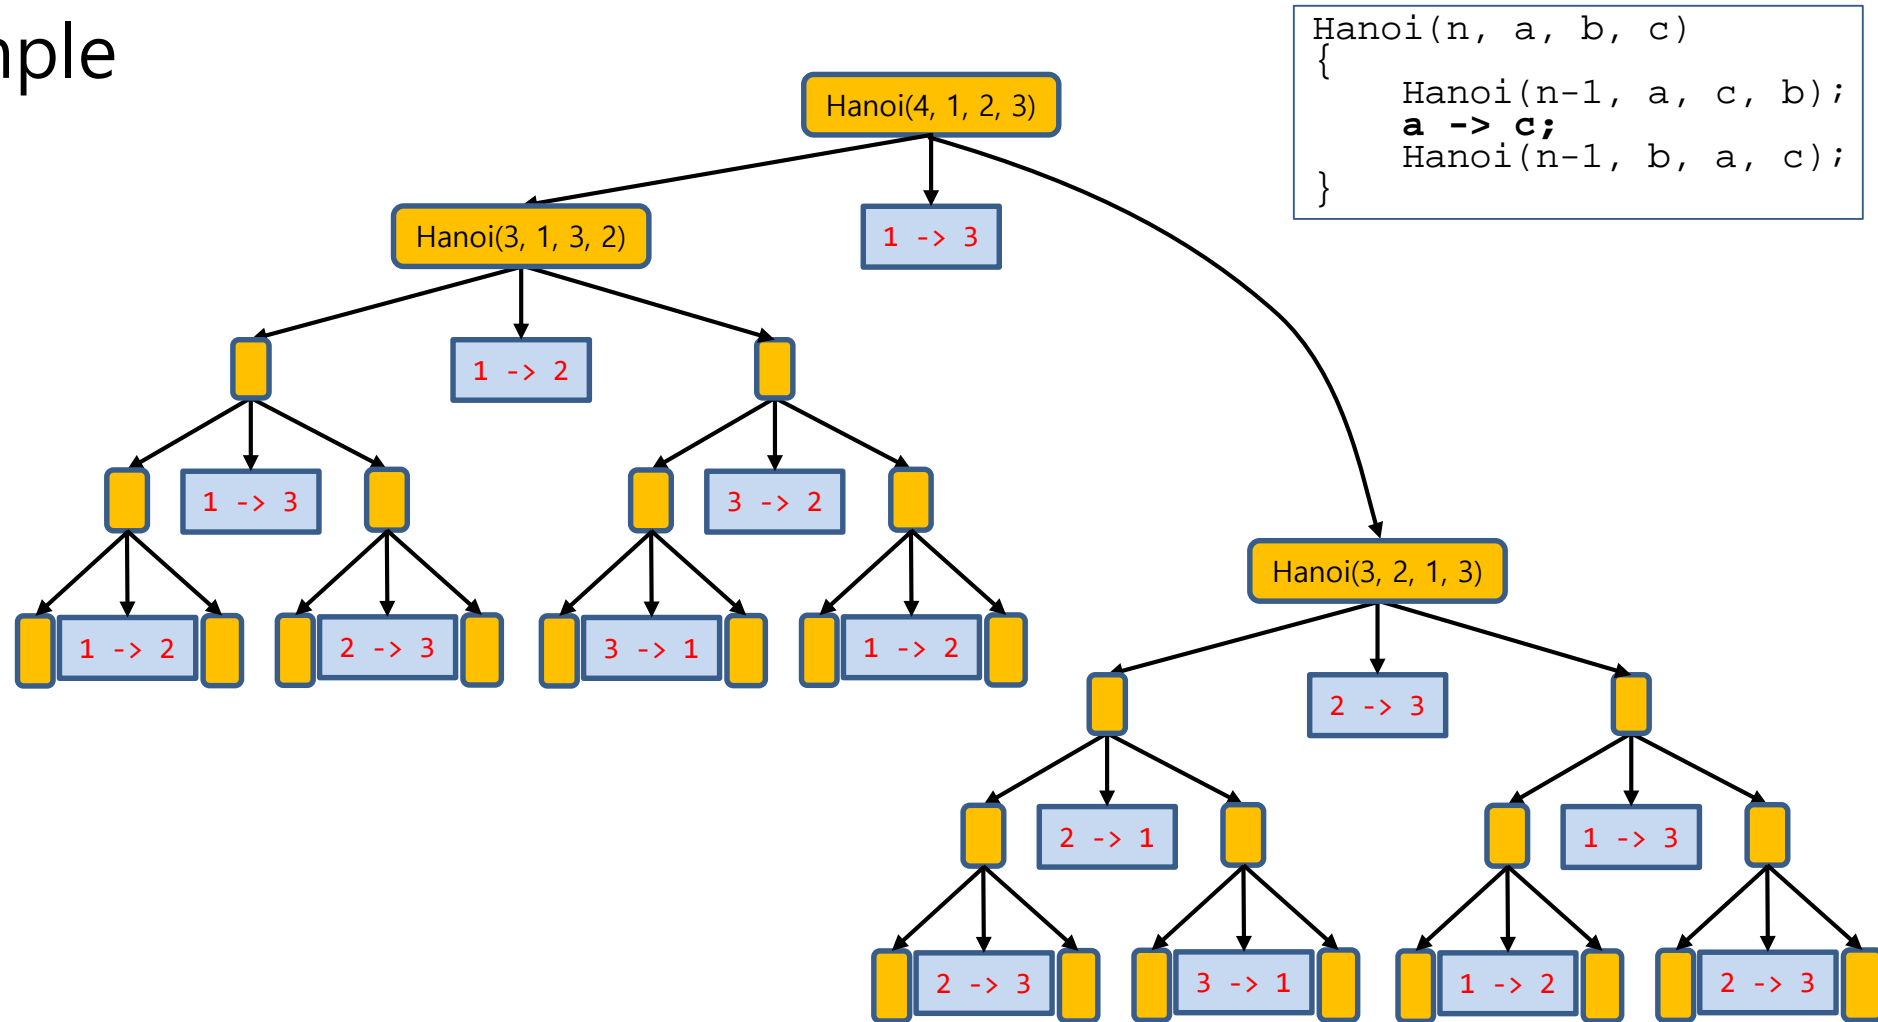 mple
Hanoi(n, a, b, c)
{
Hanoi(n-1, a, c, b);
a -> c;
Hanoi(n-1, b, a, c);
}
Hanoi(4, 1, 2, 3)
Hanoi(3, 1, 3, 2)
1 -> 3
1 -> 2
1 -> 3
3 -> 2
Hanoi(3, 2, 1, 3)
1 -> 2
2 -> 3
3 -> 1
1 -> 2
2 -> 3
2 -> 1
1 -> 3
2 -> 3
3 -> 1
1 -> 2
2 -> 3